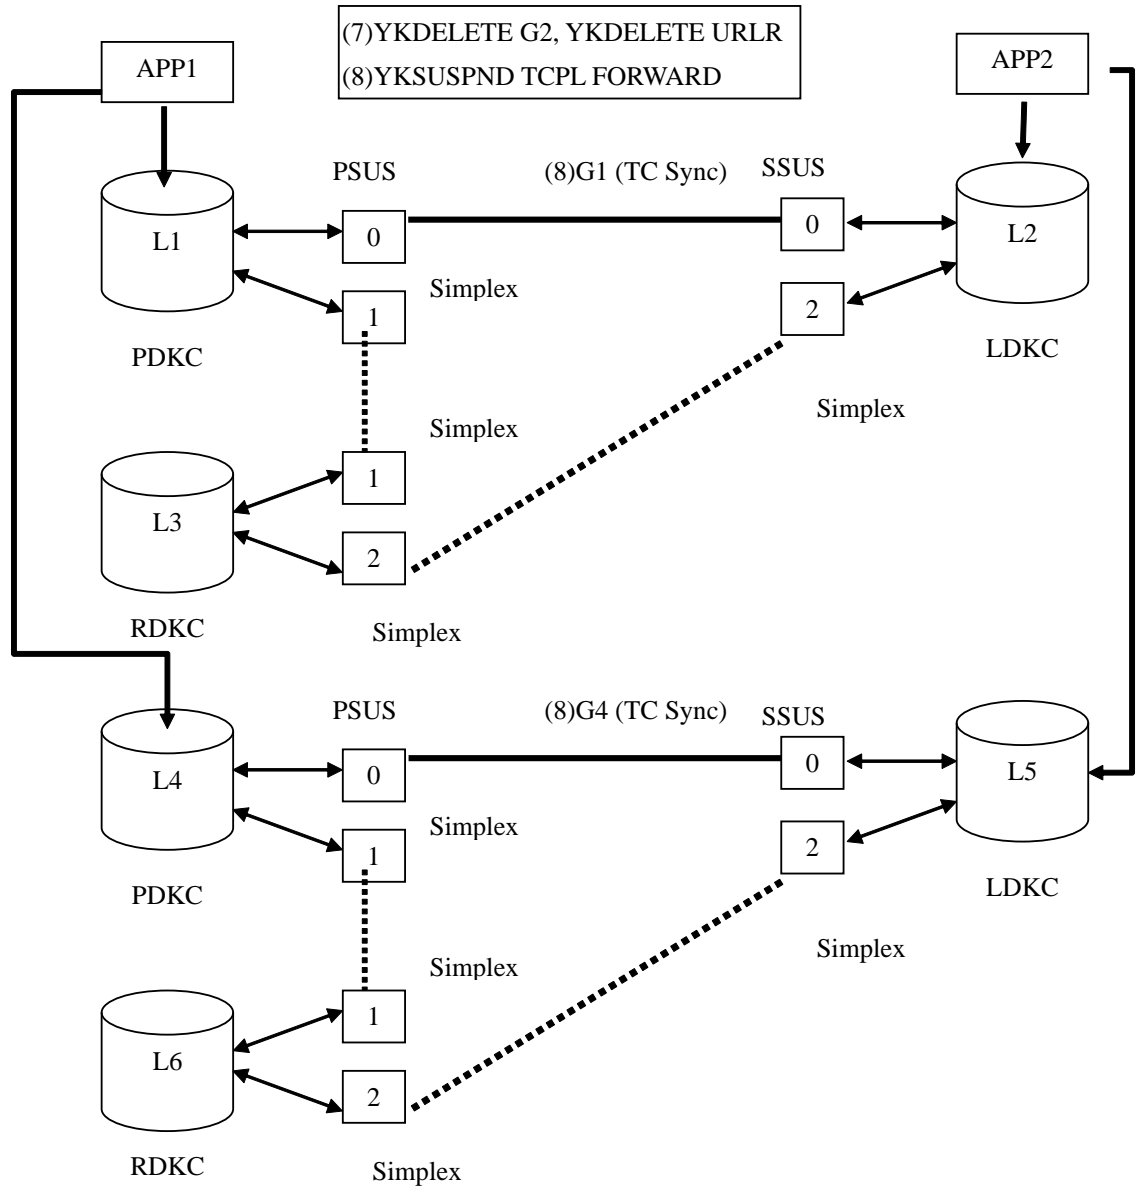 (7)YKDELETE G2, YKDELETE URLR
(8)YKSUSPND TCPL FORWARD
APP1
APP2
PSUS
(8)G1 (TC Sync)
SSUS
L1
0
0
L2
Simplex
1
2
PDKC
LDKC
Simplex
Simplex
1
L3
2
RDKC
Simplex
PSUS
(8)G4 (TC Sync)
SSUS
L4
0
0
L5
Simplex
1
2
PDKC
LDKC
Simplex
Simplex
1
L6
2
RDKC
Simplex